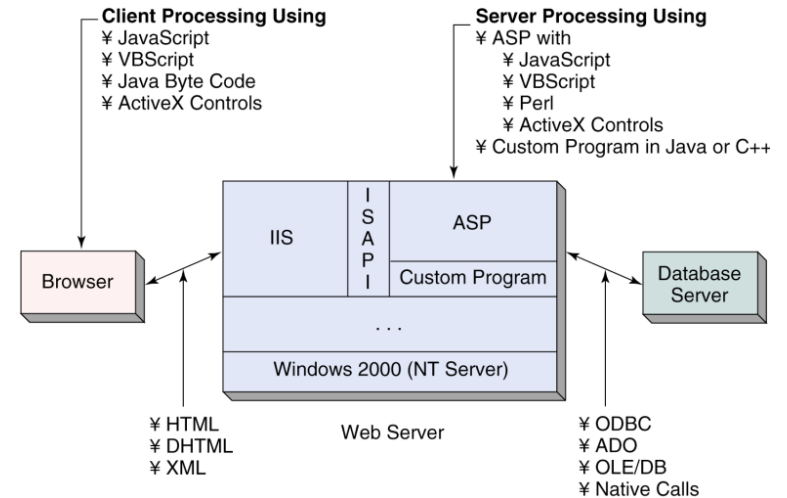 Client Processing Using
¥ JavaScript
¥ VBScript
¥ Java Byte Code
¥ ActiveX Controls
Server Processing Using
¥ ASP with
¥ JavaScript
¥ VBScript
¥ Perl
¥ ActiveX Controls
¥ Custom Program in Java or C++
Browser
IIS
I
S
A
P
I
ASP
Custom Program
. . .
Windows 2000 (NT Server)
Database
Server
¥ HTML
¥ DHTML
¥ XML
Web Server
¥ ODBC
¥ ADO
¥ OLE/DB
¥ Native Calls